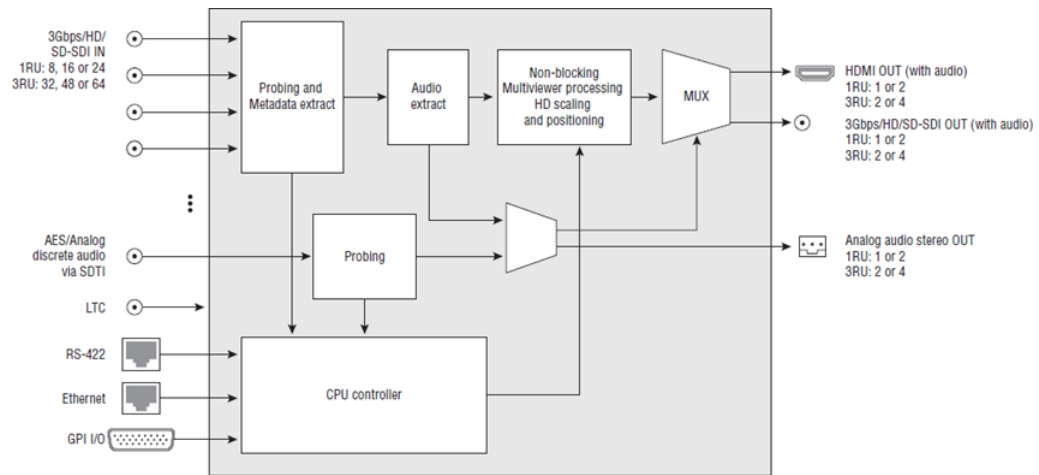 3Gbps/HD/
SD-SDI IN
1RU: 8, 16 or 24
3RU: 32, 48 or 64
Probing and
Metadata extract
Audio
extract
Non-blocking
Multiviewer processing
HD scaling
and positioning
MUX
HDMI OUT (with audio)
1RU: 1 or 2
3RU: 2 or 4
3Gbps/HD/SD-SDI OUT (with audio)
1RU: 1 or 2
3RU: 2 or 4
AES/Analog
discrete audio
via SDTI
Probing
Analog audio stereo OUT
1RU: 1 or 2
3RU: 2 or 4
LTC
RS-422
Ethernet
GPI I/O
CPU controller